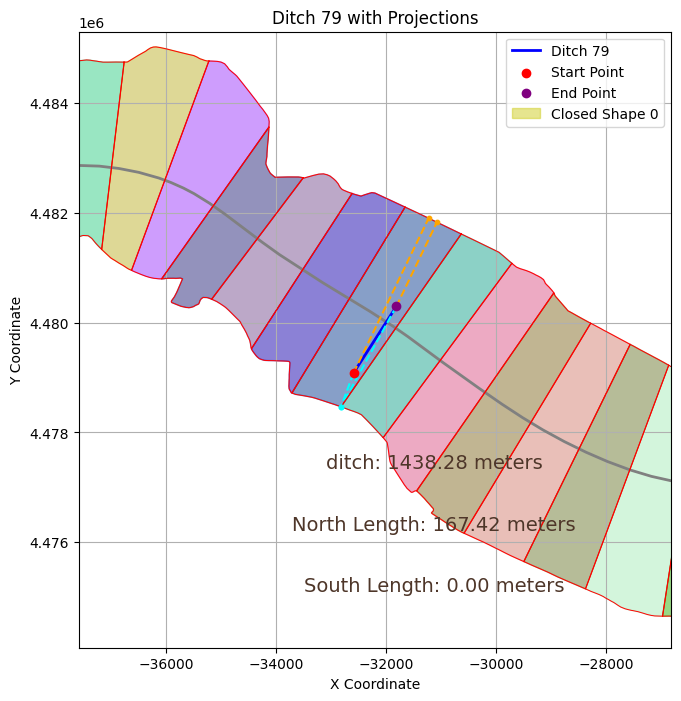 Ditch 79 with Projections
1e6
Ditch 79
Start Point
End Point
Closed Shape 0
4.484
4.482
4.480
4.478
4.476
Y Coordinate
ditch: 1438.28 meters
North Length: 167.42 meters
South Length: 0.00 meters
−36000 −34000 −32000 −30000 −28000
X Coordinate